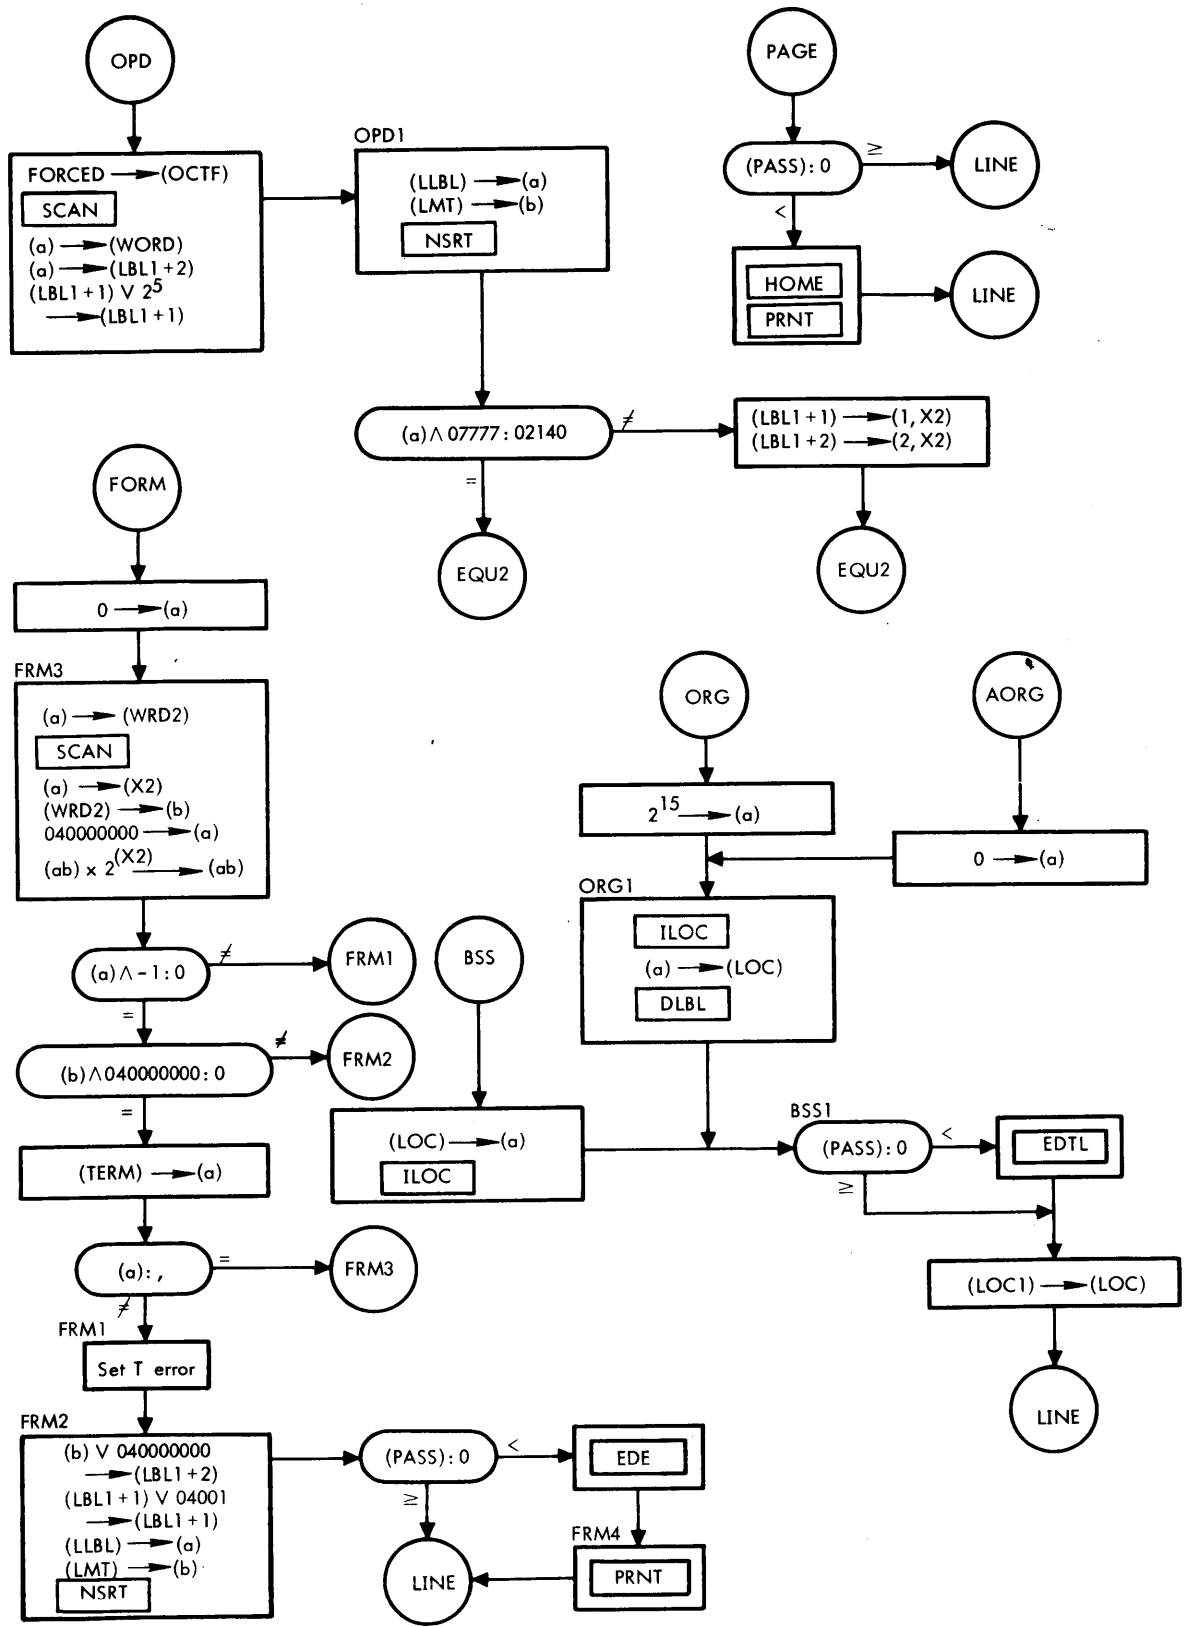 OPD
FORCED → (OCTF)
SCAN
(a) → (WORD)
(a) → (LBL1+2)
(LBL1+1) V 2⁵
→ (LBL1+1)
OPD1
(LLBL) → (a)
(LMT) → (b)
NSRT
(a) ∧ 07777 : 02140
≠
=
EQU2
(LBL1+1) → (1, X2)
(LBL1+2) → (2, X2)
EQU2
PAGE
(PASS) : 0
≥
LINE
<
HOME
PRNT
LINE
FORM
0 → (a)
FRM3
(a) → (WRD2)
SCAN
(a) → (X2)
(WRD2) → (b)
040000000 → (a)
(ab) x 2^(X2) → (ab)
(a) ∧ -1 : 0
≠
FRM1
=
(b) ∧ 040000000 : 0
≠
FRM2
=
(TERM) → (a)
(a) : ,
=
FRM3
≠
FRM1
Set T error
FRM2
(b) V 040000000
→ (LBL1+2)
(LBL1+1) V 04001
→ (LBL1+1)
(LLBL) → (a)
(LMT) → (b)
NSRT
(PASS) : 0
<
EDE
≥
FRM4
PRNT
LINE
ORG
2¹⁵ → (a)
AORG
0 → (a)
ORG1
ILOC
(a) → (LOC)
DLBL
BSS
(LOC) → (a)
ILOC
BSS1
(PASS) : 0
<
EDTL
≥
(LOC1) → (LOC)
LINE